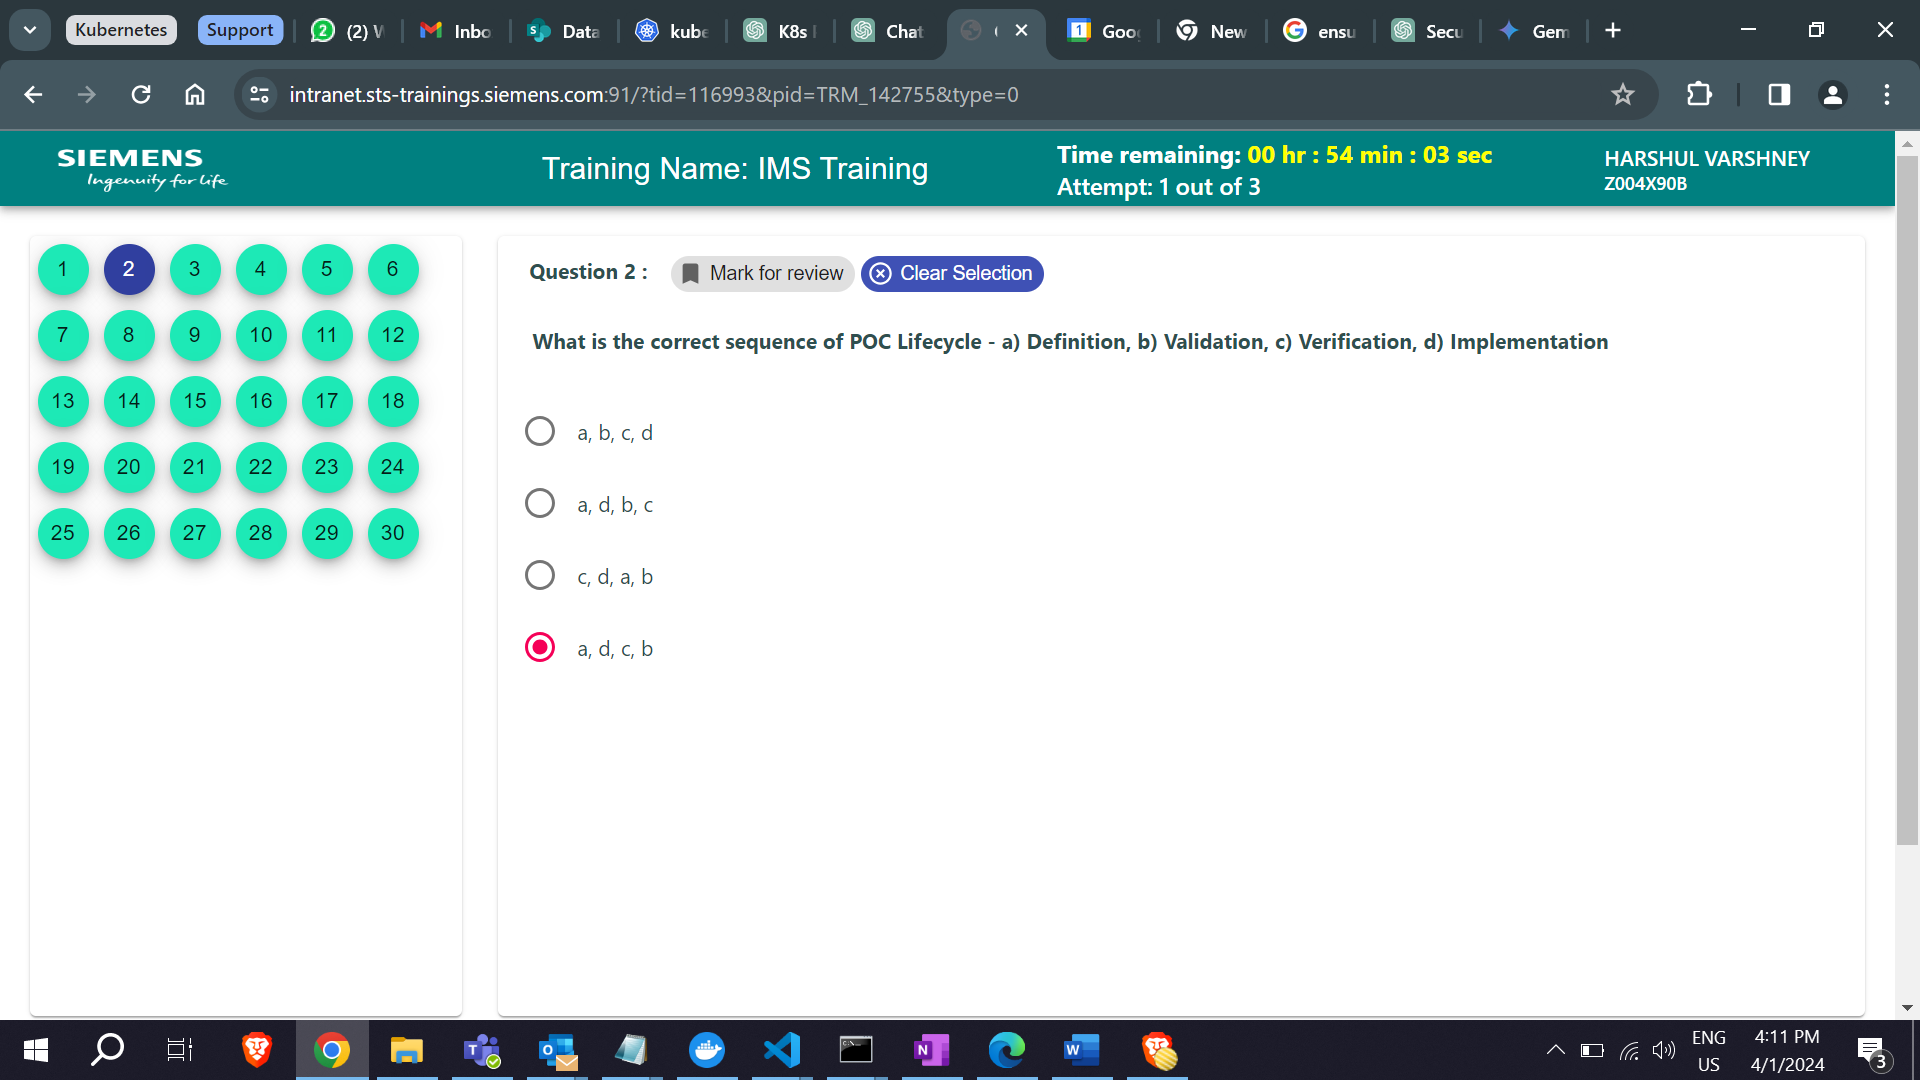 Kubernetes
Support
(2)
Inbo
Data
kube
K8s
Chat
Goo
New
ensu
Secu
Gem
intranet.sts-trainings.siemens.com:91/?tid=116993&pid=TRM_142755&type=0
SIEMENS
Ingenuity for life
Training Name: IMS Training
Time remaining: 00 hr : 54 min : 03 sec
Attempt: 1 out of 3
HARSHUL VARSHNEY
Z004X90B
1 2 3 4 5 6
7 8 9 10 11 12
13 14 15 16 17 18
19 20 21 22 23 24
25 26 27 28 29 30
Question 2 :
Mark for review
Clear Selection
What is the correct sequence of POC Lifecycle - a) Definition, b) Validation, c) Verification, d) Implementation
a, b, c, d
a, d, b, c
c, d, a, b
a, d, c, b
ENG
US
4:11 PM
4/1/2024
3